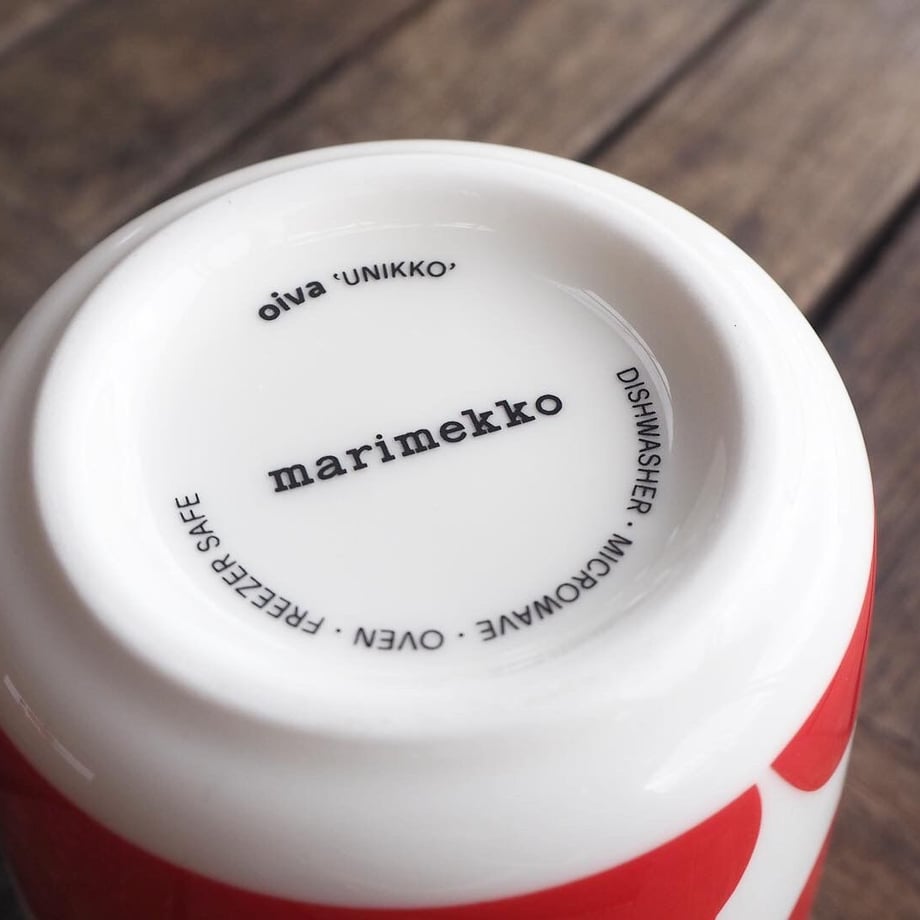 oiva ‘UNIKKO’
marimekko
DISHWASHER · MICROWAVE · OVEN · FREEZER SAFE